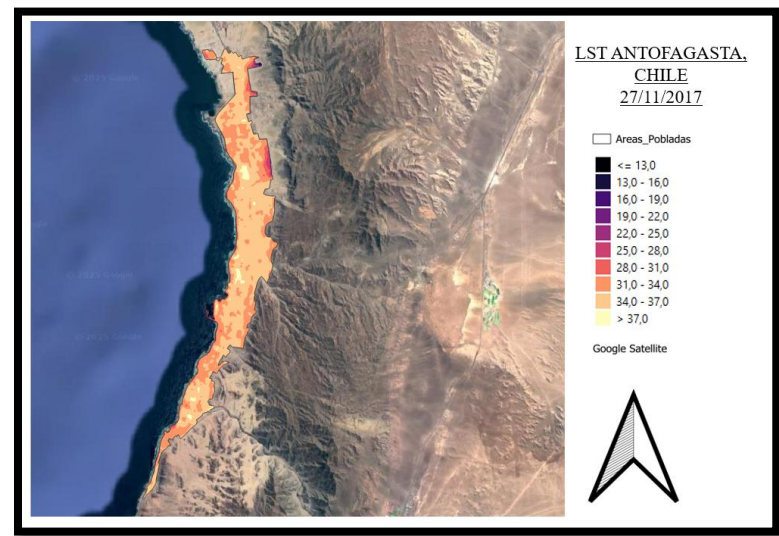 LST ANTOFAGASTA,
CHILE
27/11/2017
Areas_Pobladas
<= 13,0
13,0 - 16,0
16,0 - 19,0
19,0 - 22,0
22,0 - 25,0
25,0 - 28,0
28,0 - 31,0
31,0 - 34,0
34,0 - 37,0
> 37,0
Google Satellite